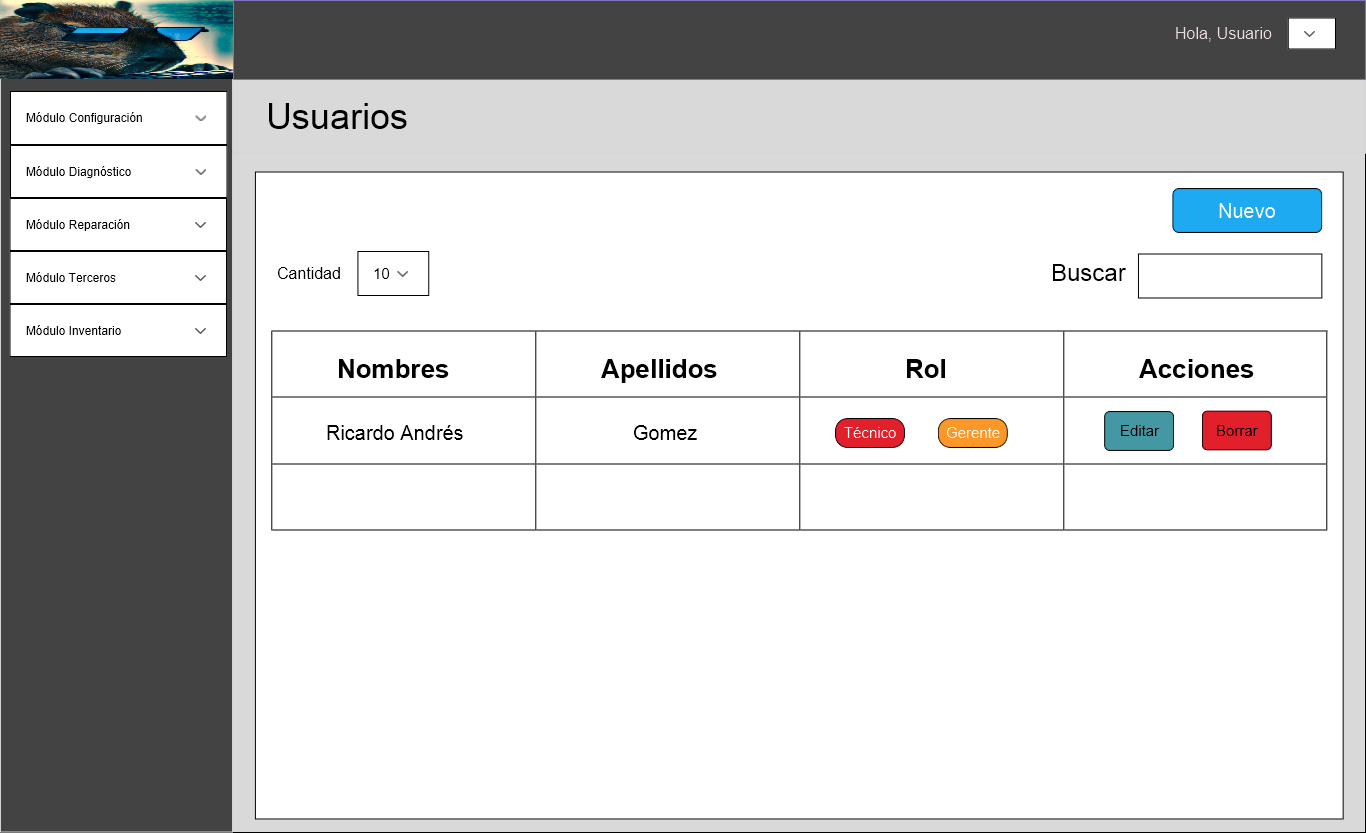 Hola, Usuario
Módulo Configuración
Módulo Diagnóstico
Módulo Reparación
Módulo Terceros
Módulo Inventario
Usuarios
Nuevo
Cantidad 10 Buscar
Nombres Apellidos Rol Acciones
Ricardo Andrés Gomez Técnico Gerente Editar Borrar